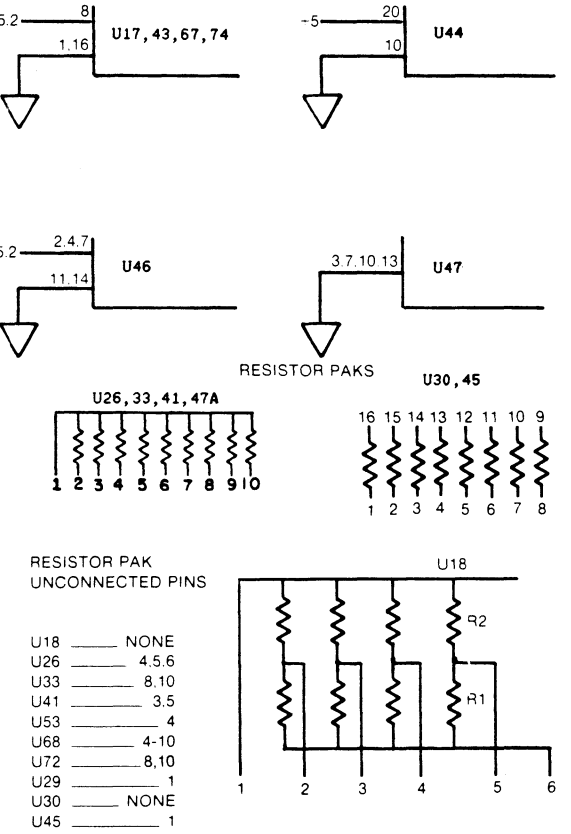 8
5.2
U17,43,67,74
1.16
20
-5
U44
10
2.4.7
5.2
U46
11.14
3.7.10.13
U47
RESISTOR PAKS
U26,33,41,47A
1 2 3 4 5 6 7 8 9 10
U30,45
16 15 14 13 12 11 10 9
1 2 3 4 5 6 7 8
RESISTOR PAK
UNCONNECTED PINS
U18 NONE
U26 4.5.6
U33 8,10
U41 3.5
U53 4
U68 4-10
U72 8,10
U29 1
U30 NONE
U45 1
U18
R2
R1
1 2 3 4 5 6